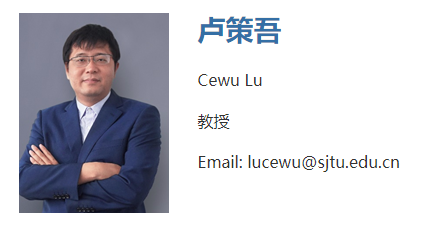 卢策吾
Cewu Lu
教授
Email: lucewu@sjtu.edu.cn